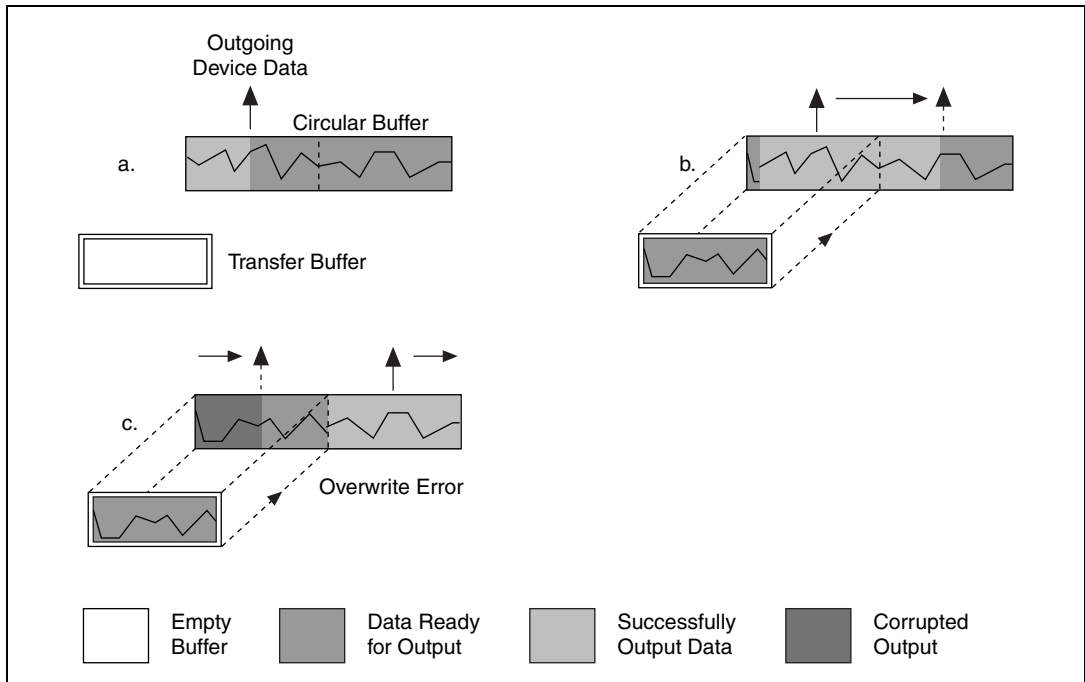 Outgoing
Device Data
Circular Buffer
a.
b.
Transfer Buffer
c.
Overwrite Error
Empty
Buffer
Data Ready
for Output
Successfully
Output Data
Corrupted
Output